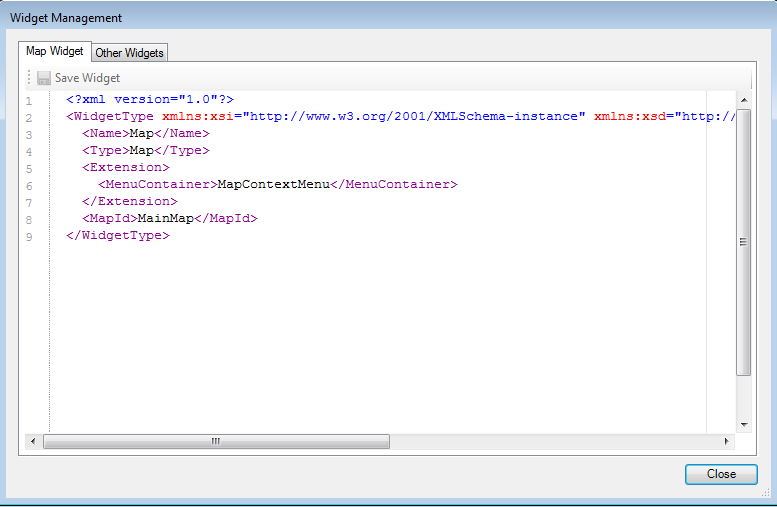 Widget Management
Map Widget Other Widgets
Save Widget
1 <?xml version="1.0"?>
2 <WidgetType xmlns:xsi="http://www.w3.org/2001/XMLSchema-instance" xmlns:xsd="http:/
3 <Name>Map</Name>
4 <Type>Map</Type>
5 <Extension>
6 <MenuContainer>MapContextMenu</MenuContainer>
7 </Extension>
8 <MapId>MainMap</MapId>
9 </WidgetType>
Close